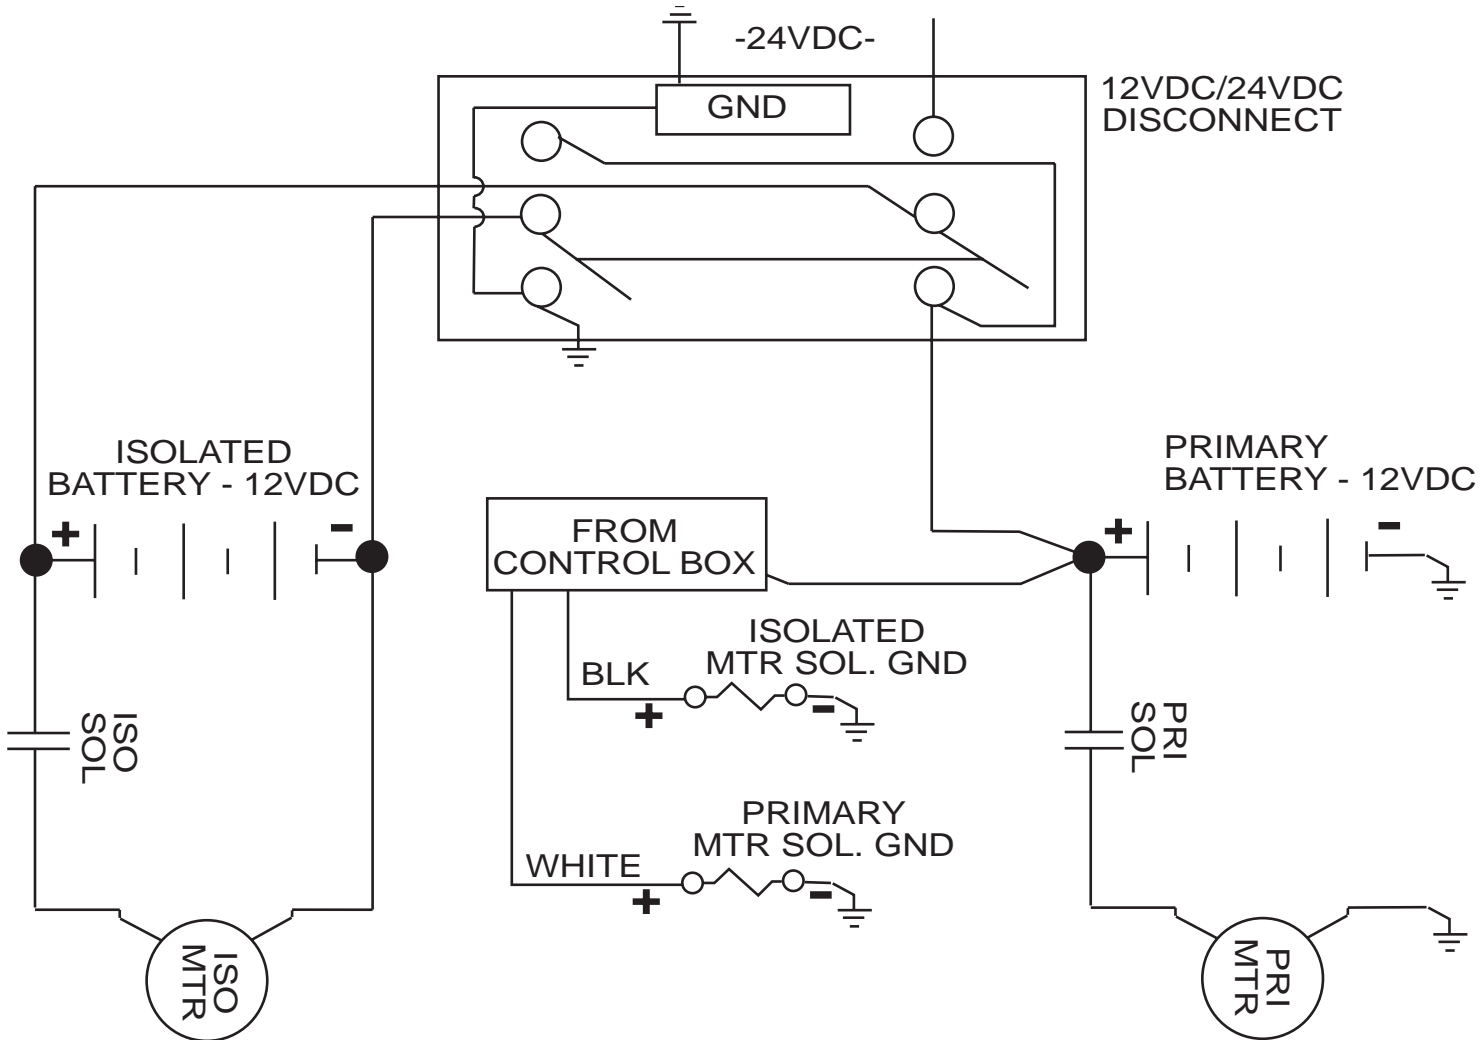 -24VDC-
GND
12VDC/24VDC
DISCONNECT
ISOLATED
BATTERY - 12VDC
+
-
PRIMARY
BATTERY - 12VDC
+
-
FROM
CONTROL BOX
ISOLATED
MTR SOL. GND
BLK
+
-
ISO
SOL
PRI
SOL
PRIMARY
MTR SOL. GND
WHITE
+
-
ISO
MTR
PRI
MTR